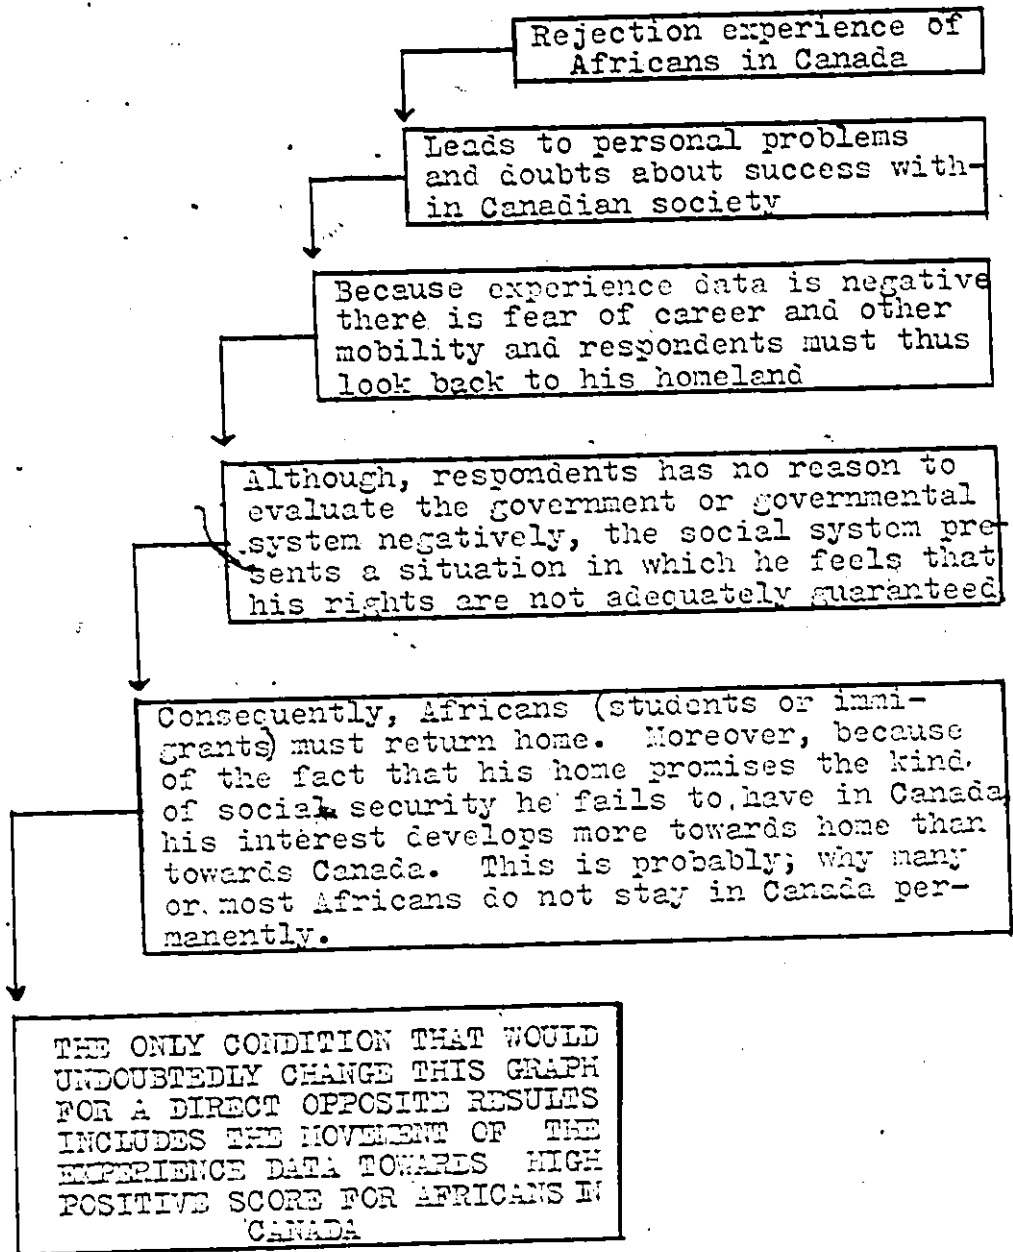 Rejection experience of
Africans in Canada
Leads to personal problems
and doubts about success with-
in Canadian society
Because experience data is negative
there is fear of career and other
mobility and respondents must thus
look back to his homeland
Although, respondents has no reason to
evaluate the government or governmental
system negatively, the social system pre-
sents a situation in which he feels that
his rights are not adequately guaranteed
Consequently, Africans (students or immi-
grants) must return home. Moreover, because
of the fact that his home promises the kind
of social security he fails to have in Canada
his interest develops more towards home than
towards Canada. This is probably; why many
or most Africans do not stay in Canada per-
manently.
THE ONLY CONDITION THAT WOULD
UNDOUBTEDLY CHANGE THIS GRAPH
FOR A DIRECT OPPOSITE RESULTS
INCLUDES THE MOVEMENT OF THE
EXPERIENCE DATA TOWARDS HIGH
POSITIVE SCORE FOR AFRICANS IN
CANADA